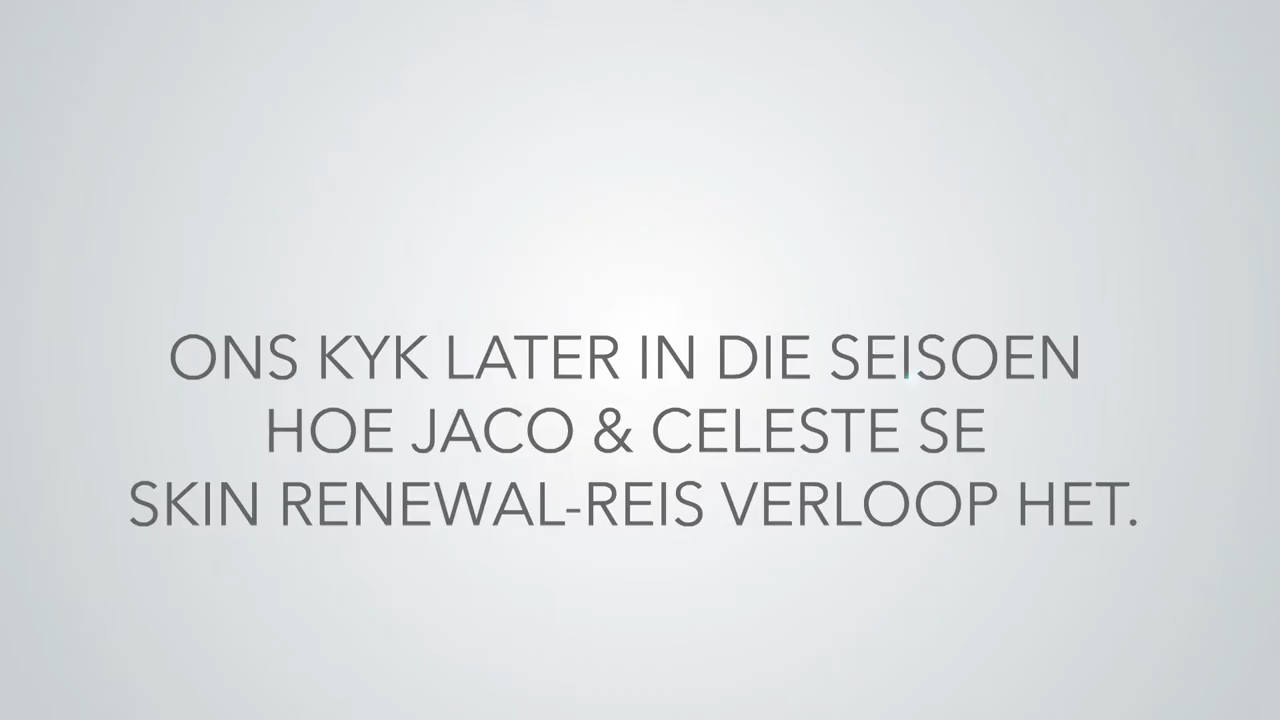 ONS KYK LATER IN DIE SEISOEN
HOE JACO & CELESTE SE
SKIN RENEWAL-REIS VERLOOP HET.